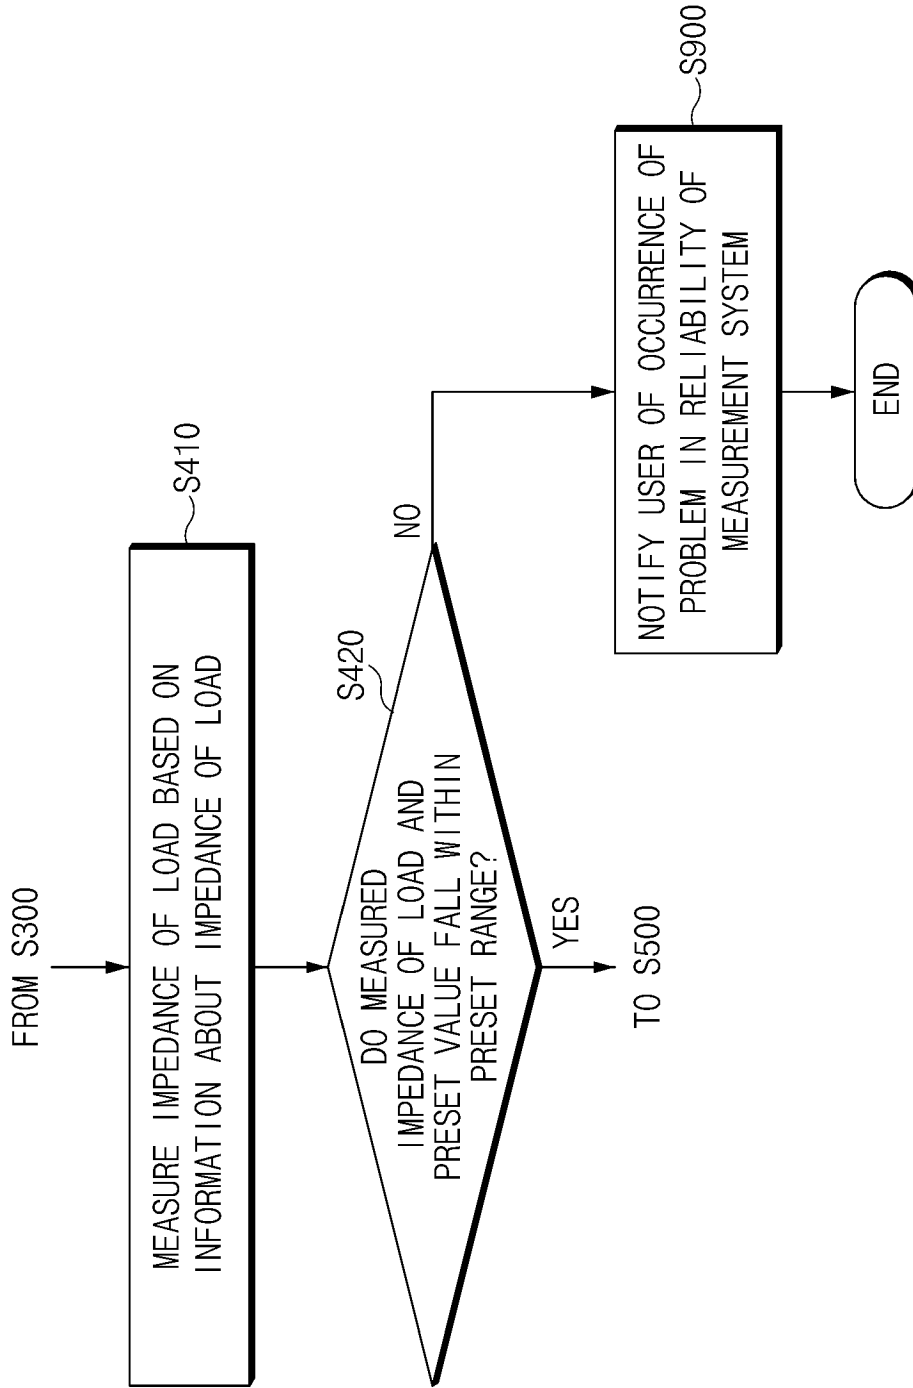 FROM S300
MEASURE IMPEDANCE OF LOAD BASED ON
INFORMATION ABOUT IMPEDANCE OF LOAD
S410
S420
DO MEASURED
IMPEDANCE OF LOAD AND
PRESET VALUE FALL WITHIN
PRESET RANGE?
NO
YES
TO S500
S900
NOTIFY USER OF OCCURRENCE OF
PROBLEM IN RELIABILITY OF
MEASUREMENT SYSTEM
END